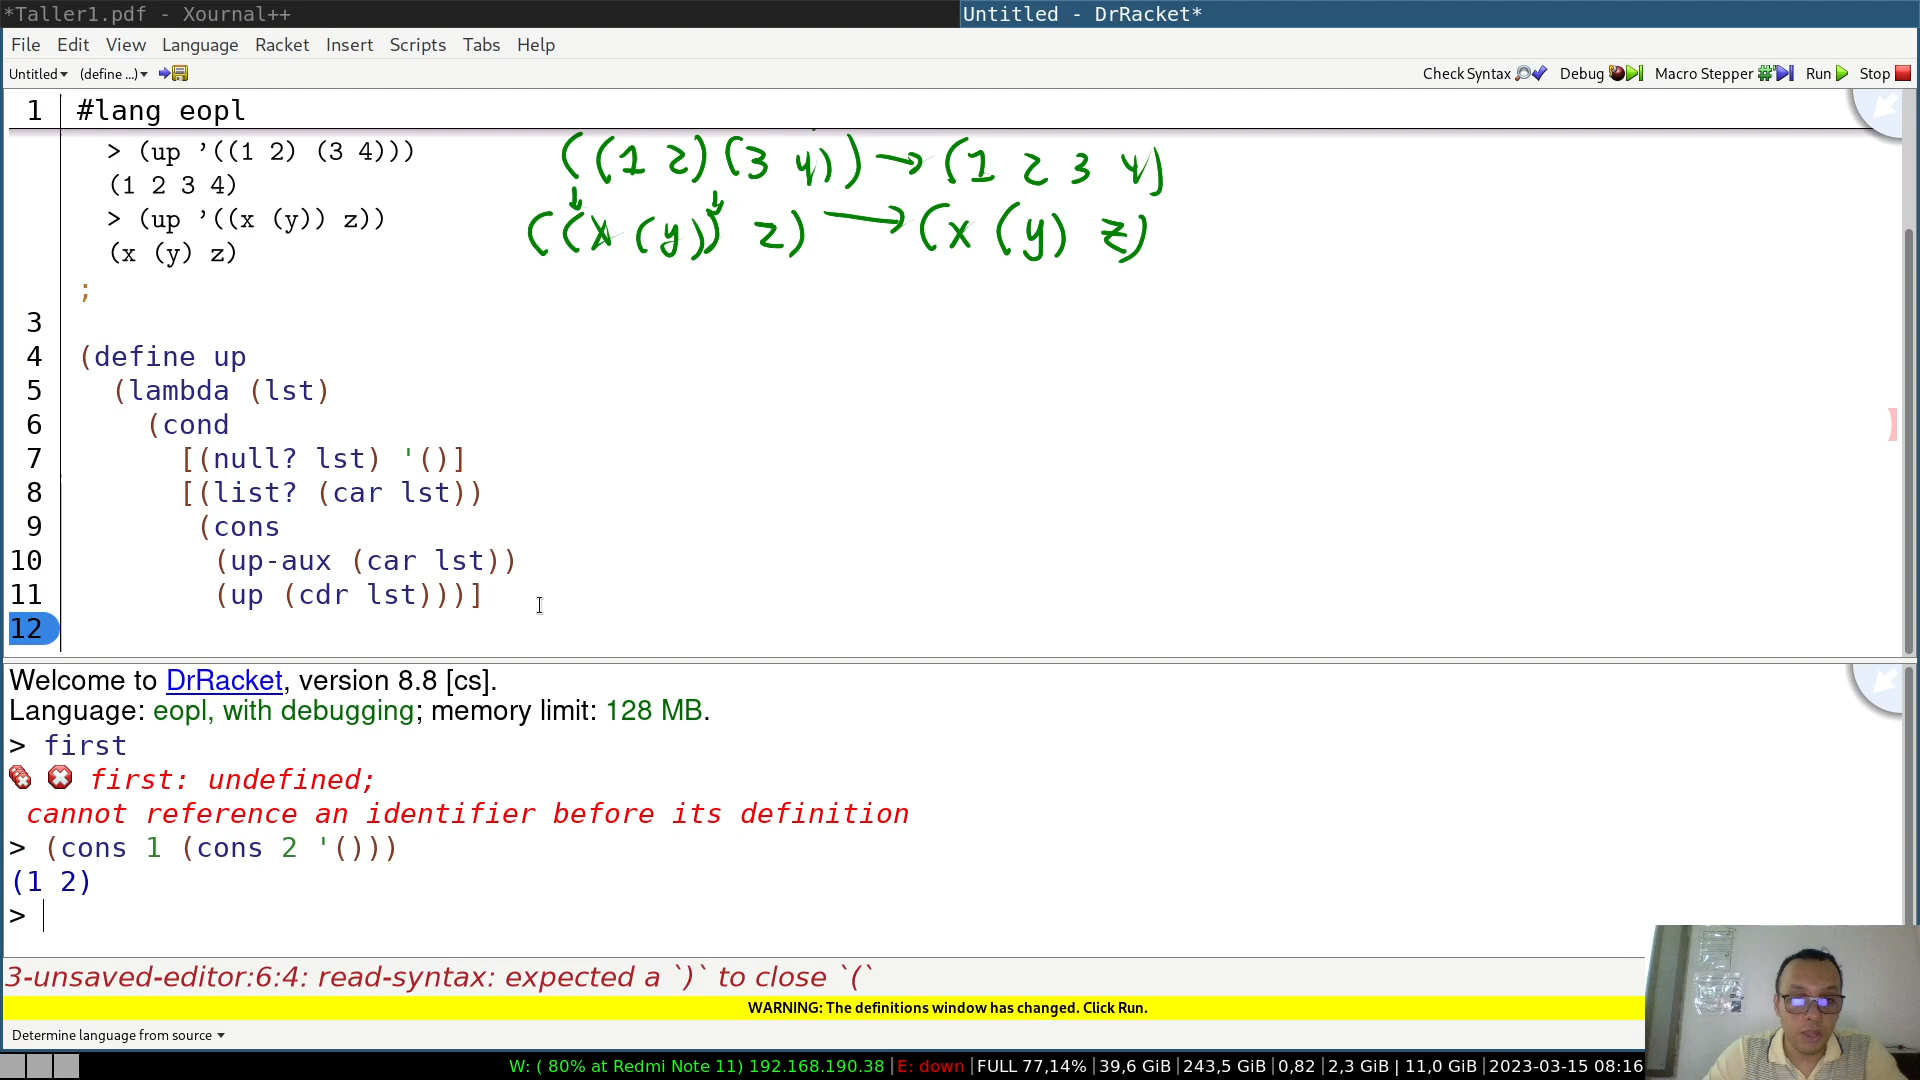 *Taller1.pdf - Xournal++
Untitled - DrRacket*
File Edit View Language Racket Insert Scripts Tabs Help
Untitled▾ (define ...)▾
Check Syntax Debug Macro Stepper Run Stop
1 #lang eopl
> (up '((1 2) (3 4)))
((1 2)(3 4)) → (1 2 3 4)
(1 2 3 4)
> (up '((x (y)) z))
((x (y)) z) → (x (y) z)
(x (y) z)
;
3
4 (define up
5 (lambda (lst)
6 (cond
7 [(null? lst) '()]
8 [(list? (car lst))
9 (cons
10 (up-aux (car lst))
11 (up (cdr lst)))]
12
Welcome to DrRacket, version 8.8 [cs].
Language: eopl, with debugging; memory limit: 128 MB.
> first
first: undefined;
cannot reference an identifier before its definition
> (cons 1 (cons 2 '()))
(1 2)
>
3-unsaved-editor:6:4: read-syntax: expected a `)` to close `(`
WARNING: The definitions window has changed. Click Run.
Determine language from source ▾
W: ( 80% at Redmi Note 11) 192.168.190.38 |E: down |FULL 77,14% |39,6 GiB |243,5 GiB |0,82 |2,3 GiB | 11,0 GiB |2023-03-15 08:16